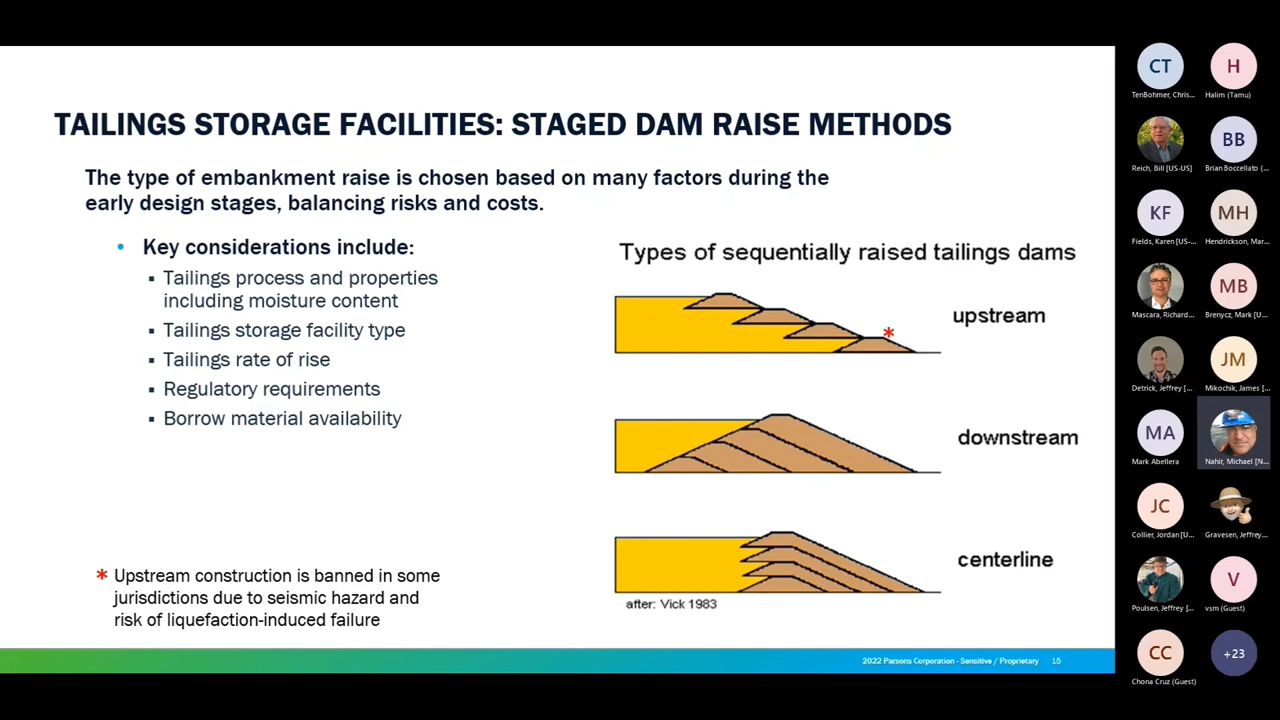 TAILINGS STORAGE FACILITIES: STAGED DAM RAISE METHODS
The type of embankment raise is chosen based on many factors during the
early design stages, balancing risks and costs.
• Key considerations include:
▪ Tailings process and properties
including moisture content
▪ Tailings storage facility type
▪ Tailings rate of rise
▪ Regulatory requirements
▪ Borrow material availability
* Upstream construction is banned in some
jurisdictions due to seismic hazard and
risk of liquefaction-induced failure
Types of sequentially raised tailings dams
*
upstream
downstream
centerline
after: Vick 1983
2022 Parsons Corporation - Sensitive / Proprietary 15
CT
TenBohmer, Chris...
H
Halim (Tamu)
Reich, Bill [US-US]
BB
Brian Boccellato (...
KF
Fields, Karen [US-...
MH
Hendrickson, Mar...
Mascara, Richard...
MB
Brenycz, Mark [U...
Detrick, Jeffrey [...
JM
Mikochik, James [...
MA
Mark Abellera
Nahir, Michael [N...
JC
Collier, Jordan [U...
Gravesen, Jeffrey...
Poulsen, Jeffrey [...
V
vsm (Guest)
CC
Chona Cruz (Guest)
+23